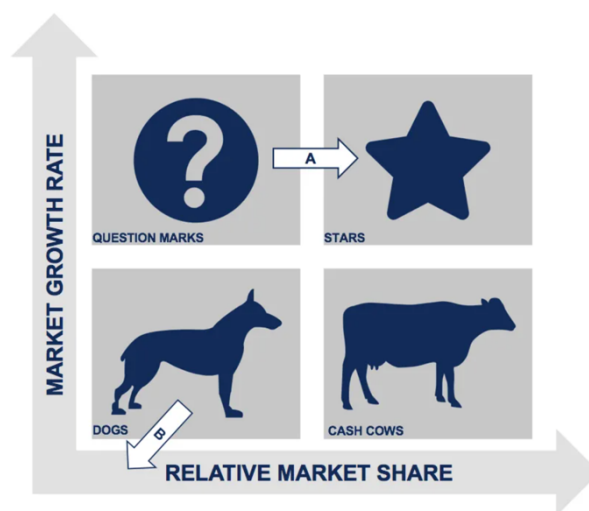 MARKET GROWTH RATE
?
A
QUESTION MARKS
STARS
B
DOGS
CASH COWS
RELATIVE MARKET SHARE